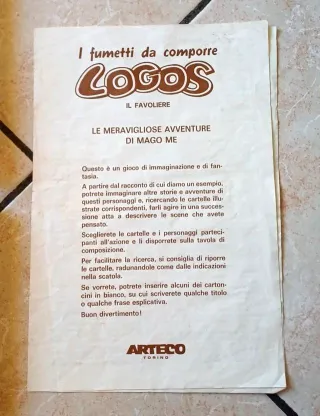 I fumetti da comporre
LOGOS
IL FAVOLIERE
LE MERAVIGLIOSE AVVENTURE
DI MAGO ME
Questo è un gioco di immaginazione e di fan-
tasia.
A partire dal racconto di cui diamo un esempio,
potrete immaginare altre storie e avventure di
questi personaggi e, ricercando le cartelle illu-
strate corrispondenti, farli agire in una succes-
sione atta a descrivere le scene che avete
pensato.
Sceglierete le cartelle e i personaggi parteci-
panti all'azione e li disporrete sulla tavola di
composizione.
Per facilitare la ricerca, si consiglia di riporre
le cartelle, radunandole come dalle indicazioni
nella scatola.
Se vorrete, potrete inserire alcuni dei carton-
cini in bianco, su cui scriverete qualche titolo
o qualche frase esplicativa.
Buon divertimento!
ARTECO
TORINO